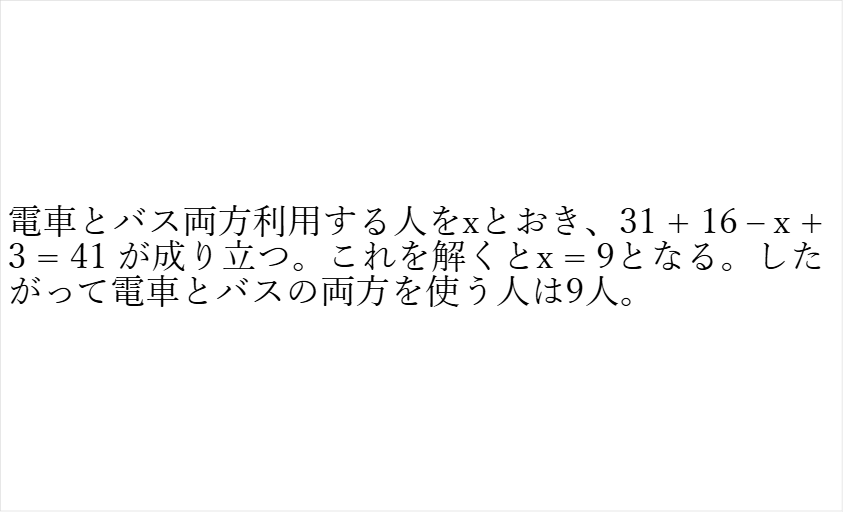 電車とバス両方利用する人をxとおき、31 + 16 – x +
3 = 41 が成り立つ。これを解くとx = 9となる。した
がって電車とバスの両方を使う人は9人。